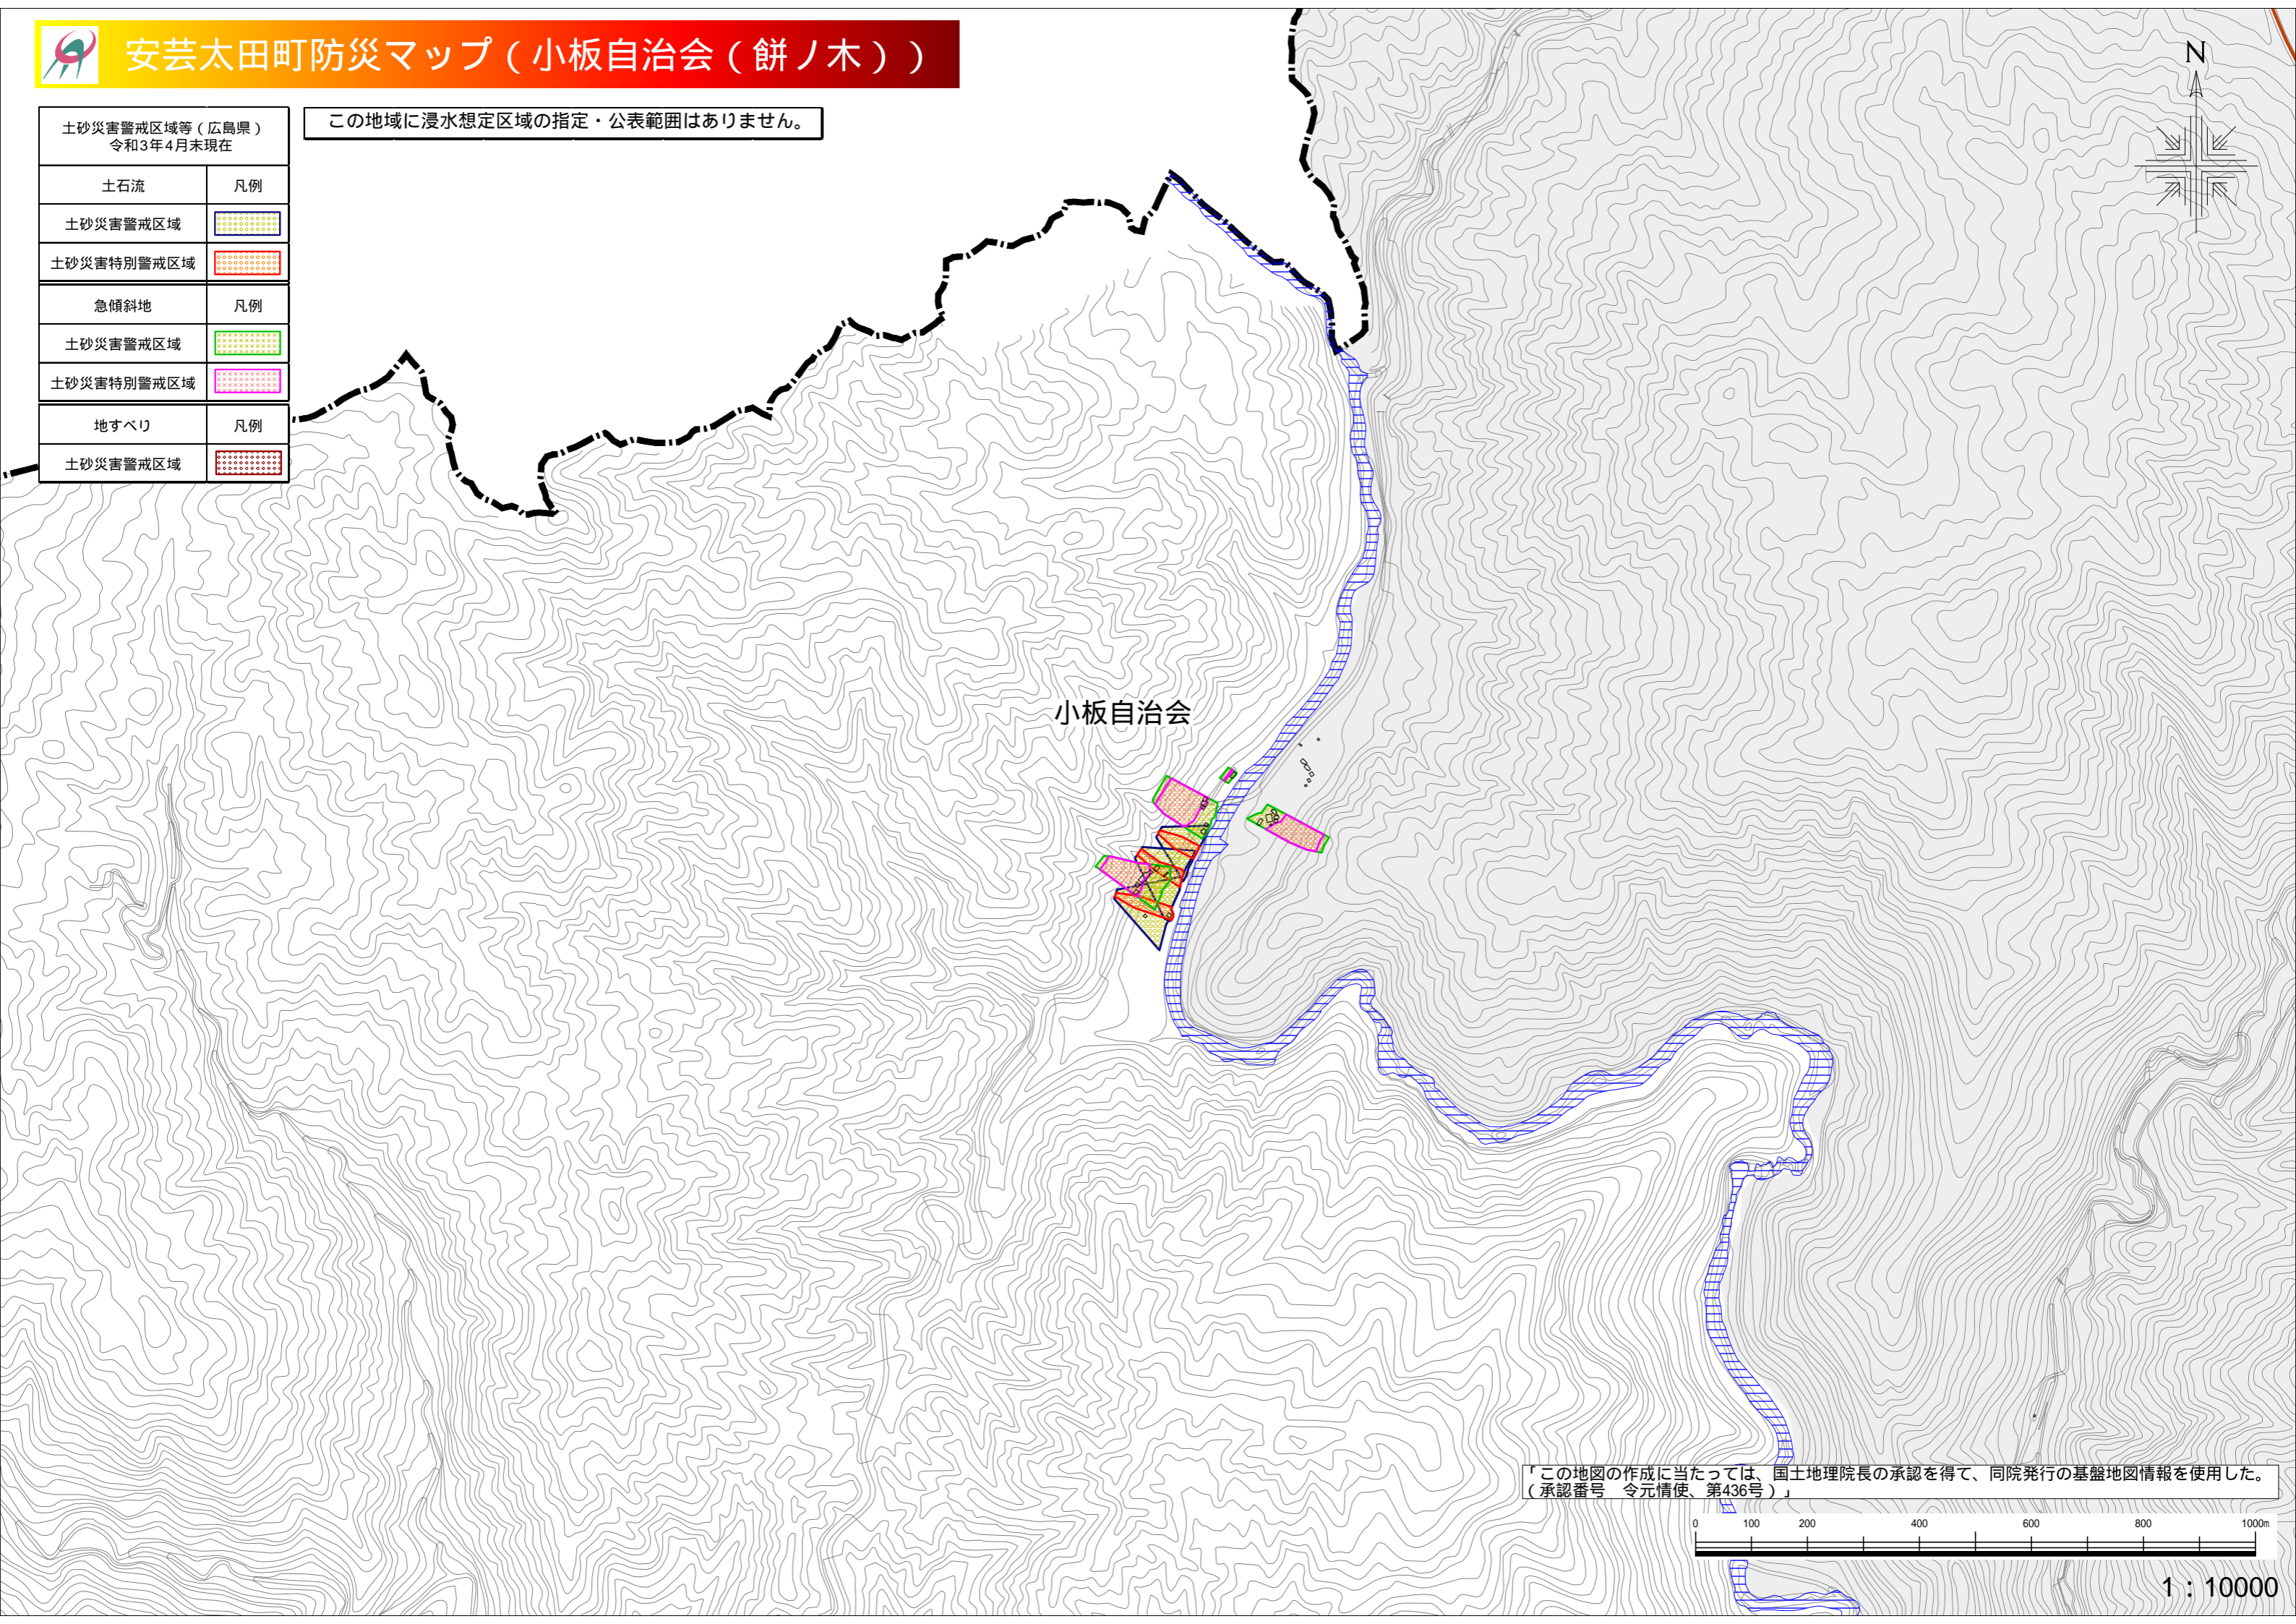 安芸太田町防災マップ（小板自治会（餅ノ木））
土砂災害警戒区域等（広島県）
令和3年4月末現在
土石流 凡例
土砂災害警戒区域
土砂災害特別警戒区域
急傾斜地 凡例
土砂災害警戒区域
土砂災害特別警戒区域
地すべり 凡例
土砂災害警戒区域
この地域に浸水想定区域の指定・公表範囲はありません。
N
小板自治会
「この地図の作成に当たっては、国土地理院長の承認を得て、同院発行の基盤地図情報を使用した。
（承認番号　令元情使、第436号）」
0 100 200 400 600 800 1000m
1：10000